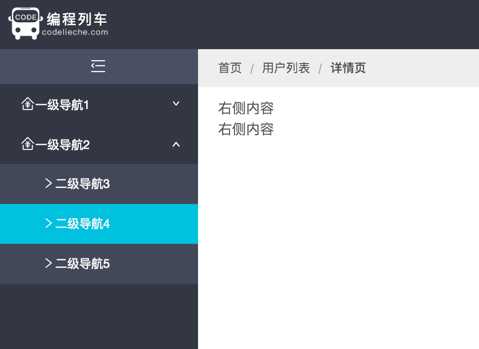 CODE 编程列车
codelieche.com
首页 / 用户列表 / 详情页
一级导航1
一级导航2
二级导航3
二级导航4
二级导航5
右侧内容
右侧内容